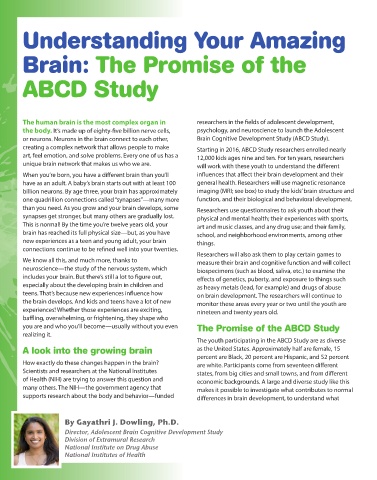 Understanding Your Amazing
Brain: The Promise of the
ABCD Study
The human brain is the most complex organ in
the body. It's made up of eighty-five billion nerve cells,
or neurons. Neurons in the brain connect to each other,
creating a complex network that allows people to make
art, feel emotion, and solve problems. Every one of us has a
unique brain network that makes us who we are.
When you're born, you have a different brain than you'll
have as an adult. A baby's brain starts out with at least 100
billion neurons. By age three, your brain has approximately
one quadrillion connections called "synapses"—many more
than you need. As you grow and your brain develops, some
synapses get stronger, but many others are gradually lost.
This is normal! By the time you're twelve years old, your
brain has reached its full physical size—but, as you have
new experiences as a teen and young adult, your brain
connections continue to be refined well into your twenties.
We know all this, and much more, thanks to
neuroscience—the study of the nervous system, which
includes your brain. But there's still a lot to figure out,
especially about the developing brain in children and
teens. That's because new experiences influence how
the brain develops. And kids and teens have a lot of new
experiences! Whether those experiences are exciting,
baffling, overwhelming, or frightening, they shape who
you are and who you'll become—usually without you even
realizing it.
A look into the growing brain
How exactly do these changes happen in the brain?
Scientists and researchers at the National Institutes
of Health (NIH) are trying to answer this question and
many others. The NIH—the government agency that
supports research about the body and behavior—funded
researchers in the fields of adolescent development,
psychology, and neuroscience to launch the Adolescent
Brain Cognitive Development Study (ABCD Study).
Starting in 2016, ABCD Study researchers enrolled nearly
12,000 kids ages nine and ten. For ten years, researchers
will work with these youth to understand the different
influences that affect their brain development and their
general health. Researchers will use magnetic resonance
imaging (MRI; see box) to study the kids' brain structure and
function, and their biological and behavioral development.
Researchers use questionnaires to ask youth about their
physical and mental health; their experiences with sports,
art and music classes, and any drug use; and their family,
school, and neighborhood environments, among other
things.
Researchers will also ask them to play certain games to
measure their brain and cognitive function and will collect
biospecimens (such as blood, saliva, etc.) to examine the
effects of genetics, puberty, and exposure to things such
as heavy metals (lead, for example) and drugs of abuse
on brain development. The researchers will continue to
monitor these areas every year or two until the youth are
nineteen and twenty years old.
The Promise of the ABCD Study
The youth participating in the ABCD Study are as diverse
as the United States. Approximately half are female, 15
percent are Black, 20 percent are Hispanic, and 52 percent
are white. Participants come from seventeen different
states, from big cities and small towns, and from different
economic backgrounds. A large and diverse study like this
makes it possible to investigate what contributes to normal
differences in brain development, to understand what
By Gayathri J. Dowling, Ph.D.
Director, Adolescent Brain Cognitive Development Study
Division of Extramural Research
National Institute on Drug Abuse
National Institutes of Health